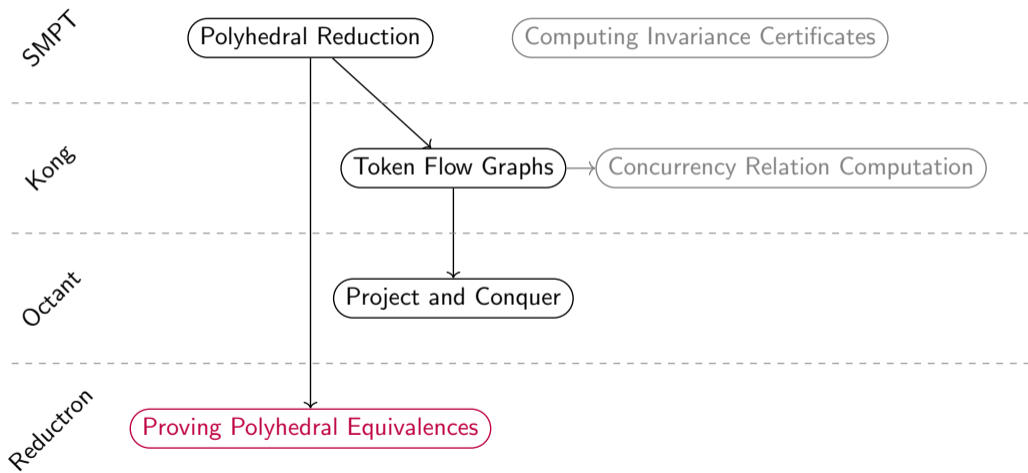 SMPT
Polyhedral Reduction
Computing Invariance Certificates
Kong
Token Flow Graphs
Concurrency Relation Computation
Octant
Project and Conquer
Reductron
Proving Polyhedral Equivalences